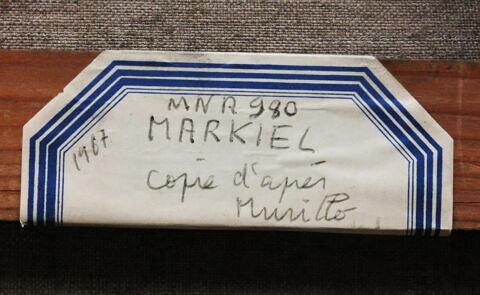 MNR 980
MARKIEL
1967
Copie d'après
Murillo